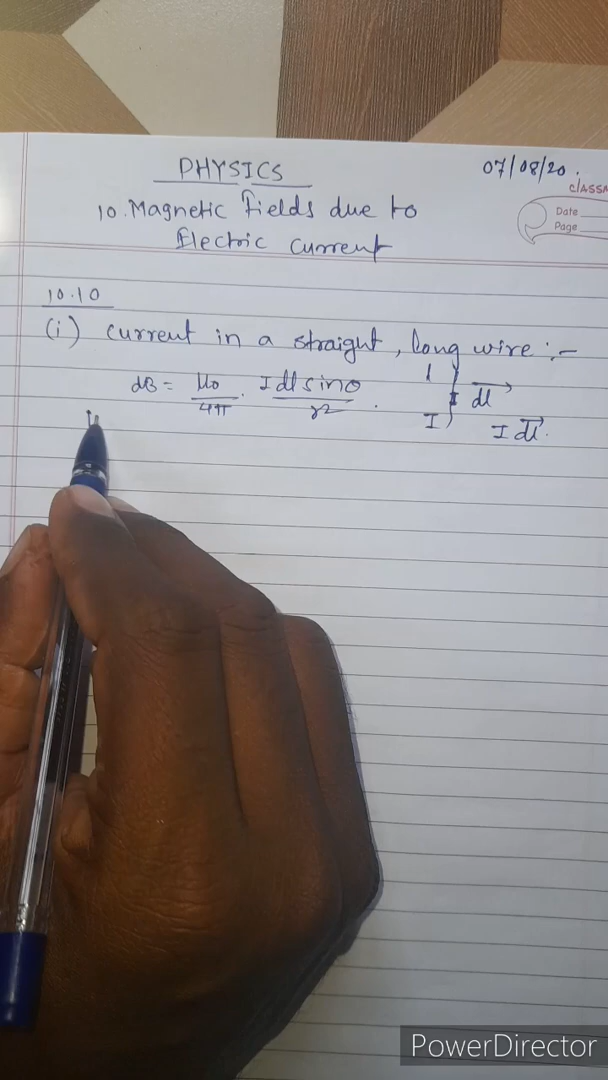 PHYSICS
07/08/20.
classm
10. Magnetic Fields due to
Date
Electric current
Page
10.10
(i) current in a straight, long wire :-
dB = μ0/4π . I dl sinθ/r2 .
dl
I
I dl.
PowerDirector